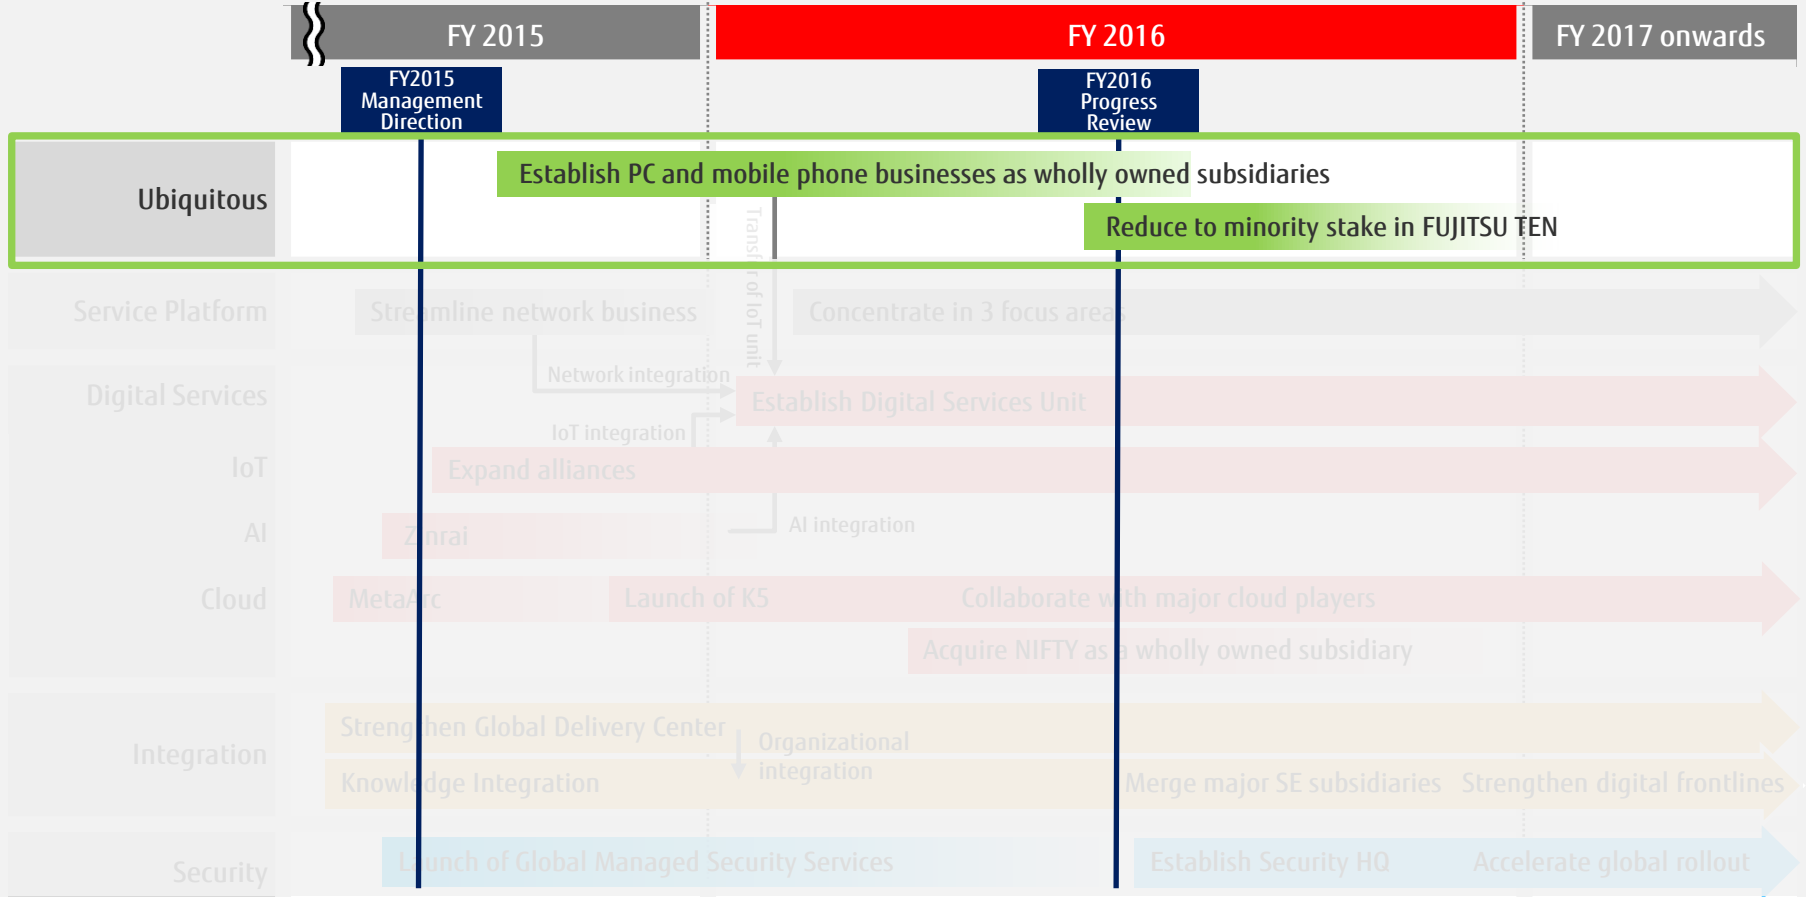 FY 2015
FY 2016
FY 2017 onwards
FY2015
Management
Direction
FY2016
Progress
Review
Ubiquitous
Establish PC and mobile phone businesses as wholly owned subsidiaries
Reduce to minority stake in FUJITSU TEN
Transfer of IoT unit
Service Platform
Streamline network business
Concentrate in 3 focus areas
Digital Services
Network integration
Establish Digital Services Unit
IoT integration
IoT
Expand alliances
AI
Zinrai
AI integration
Cloud
MetaArc
Launch of K5
Collaborate with major cloud players
Acquire NIFTY as a wholly owned subsidiary
Integration
Strengthen Global Delivery Center
Organizational
integration
Knowledge Integration
Merge major SE subsidiaries
Strengthen digital frontlines
Security
Launch of Global Managed Security Services
Establish Security HQ
Accelerate global rollout